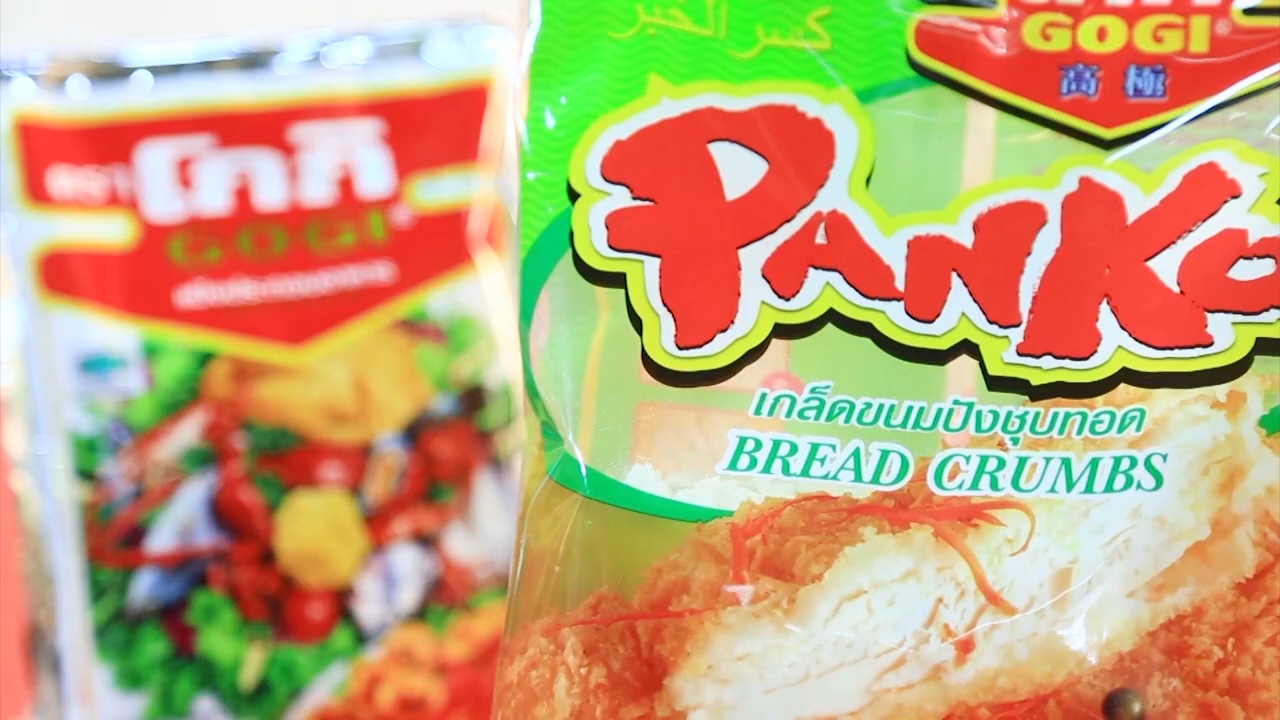 ตรา โกกิ
GOGI
كسر الخبر
GOGI
高極
PANKO
เกล็ดขนมปังชุบทอด
BREAD CRUMBS